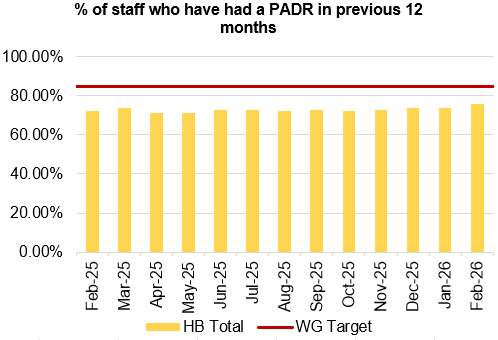 % of staff who have had a PADR in previous 12
months
100.00%
80.00%
60.00%
40.00%
20.00%
0.00%
Feb-25
Mar-25
Apr-25
May-25
Jun-25
Jul-25
Aug-25
Sep-25
Oct-25
Nov-25
Dec-25
Jan-26
Feb-26
HB Total WG Target